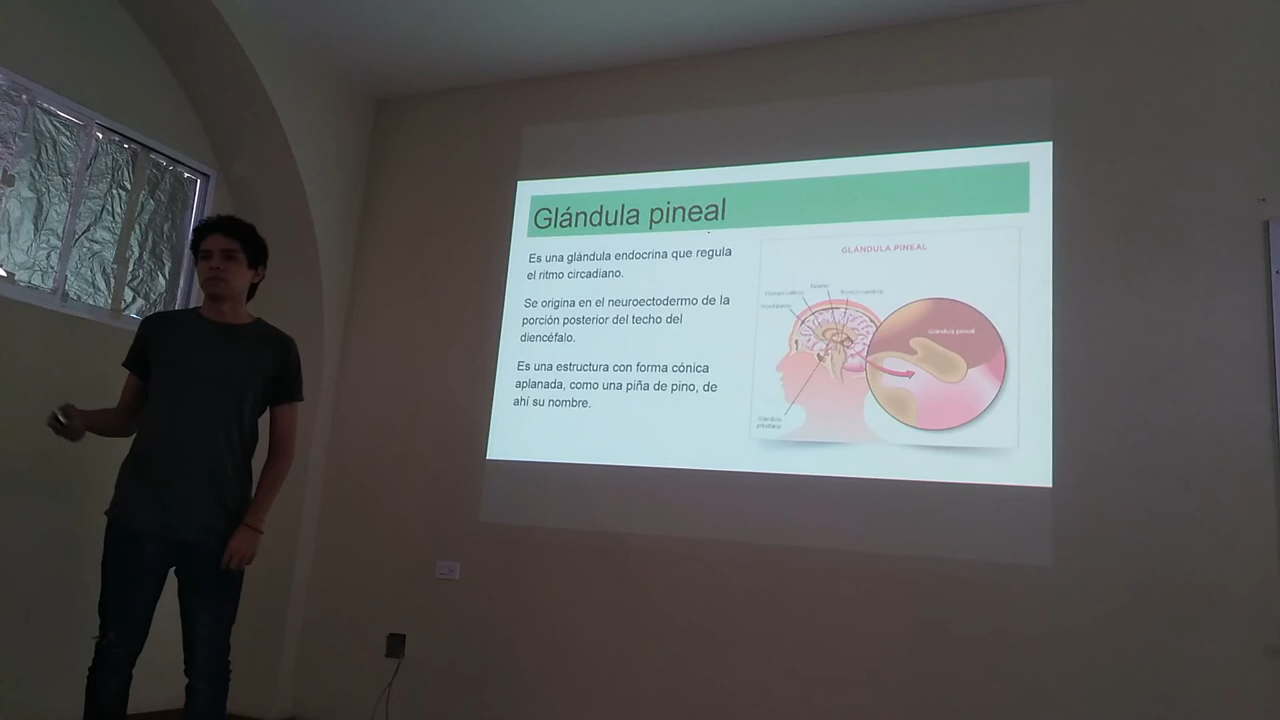 Glándula pineal
Es una glándula endocrina que regula
el ritmo circadiano.
Se origina en el neuroectodermo de la
porción posterior del techo del
diencéfalo.
Es una estructura con forma cónica
aplanada, como una piña de pino, de
ahí su nombre.
GLÁNDULA PINEAL
Glándula pineal
Glándula
pituitaria